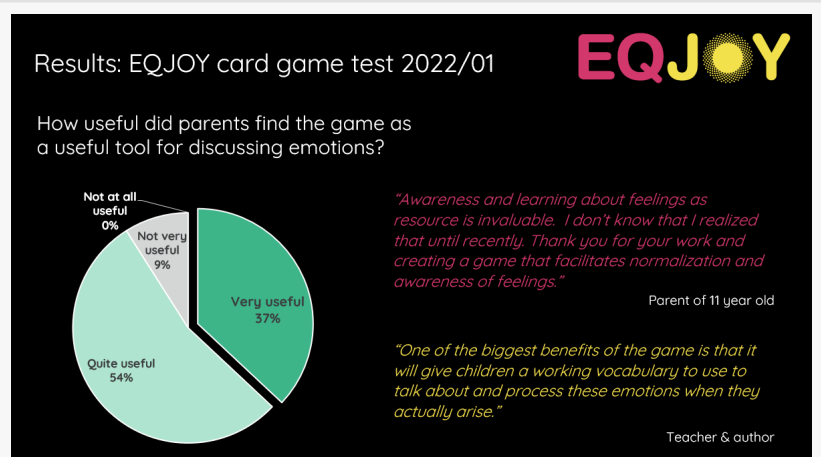 Results: EQJOY card game test 2022/01
EQJOY
How useful did parents find the game as
a useful tool for discussing emotions?
Not at all
useful
0%
Not very
useful
9%
Very useful
37%
Quite useful
54%
“Awareness and learning about feelings as
resource is invaluable. I don’t know that I realized
that until recently. Thank you for your work and
creating a game that facilitates normalization and
awareness of feelings.”
Parent of 11 year old
“One of the biggest benefits of the game is that it
will give children a working vocabulary to use to
talk about and process these emotions when they
actually arise.”
Teacher & author